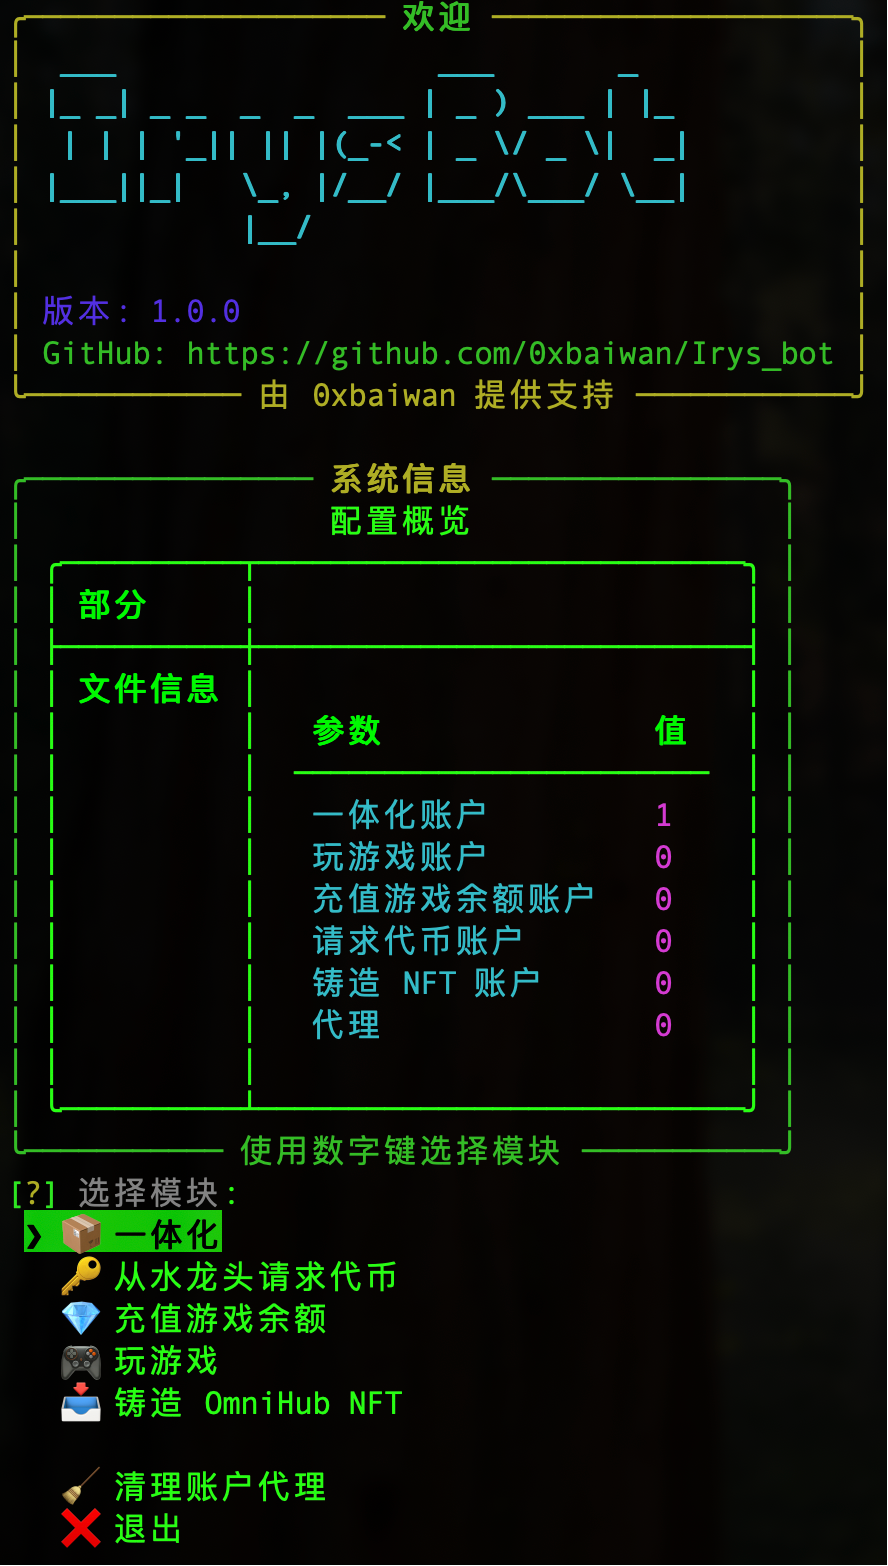 欢迎
Irys Bot
版本: 1.0.0
GitHub: https://github.com/0xbaiwan/Irys_bot
由 0xbaiwan 提供支持
系统信息
配置概览
部分
文件信息
参数 值
一体化账户 1
玩游戏账户 0
充值游戏余额账户 0
请求代币账户 0
铸造 NFT 账户 0
代理 0
使用数字键选择模块
[?] 选择模块:
❯ 📦 一体化
🔑 从水龙头请求代币
💎 充值游戏余额
🎮 玩游戏
📥 铸造 OmniHub NFT
🧹 清理账户代理
❌ 退出